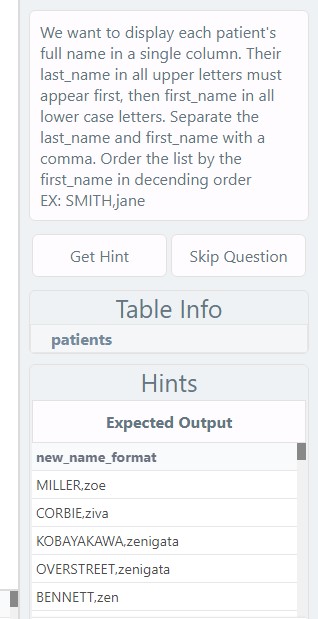 We want to display each patient's
full name in a single column. Their
last_name in all upper letters must
appear first, then first_name in all
lower case letters. Separate the
last_name and first_name with a
comma. Order the list by the
first_name in decending order
EX: SMITH,jane
Get Hint
Skip Question
Table Info
patients
Hints
Expected Output
new_name_format
MILLER,zoe
CORBIE,ziva
KOBAYAKAWA,zenigata
OVERSTREET,zenigata
BENNETT,zen